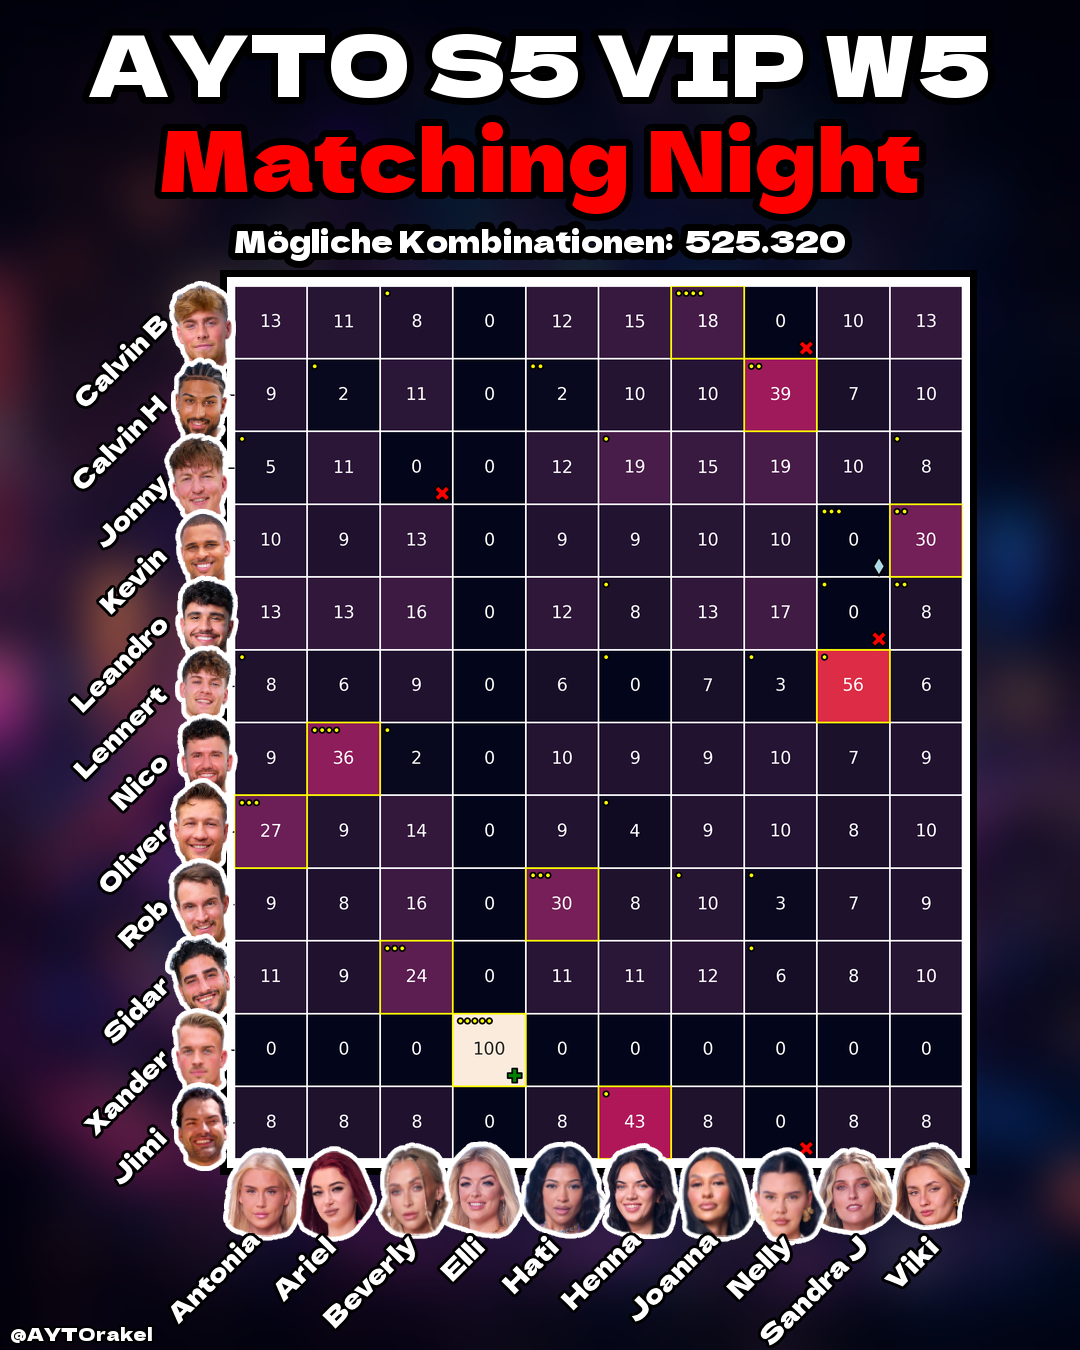 AYTO S5 VIP W5
Matching Night
Mögliche Kombinationen: 525.320
Calvin B 13 11 8 0 12 15 18 0 10 13
Calvin H 9 2 11 0 2 10 10 39 7 10
Jonny 5 11 0 0 12 19 15 19 10 8
Kevin 10 9 13 0 9 9 10 10 0 30
Leandro 13 13 16 0 12 8 13 17 0 8
Lennert 8 6 9 0 6 0 7 3 56 6
Nico 9 36 2 0 10 9 9 10 7 9
Oliver 27 9 14 0 9 4 9 10 8 10
Rob 9 8 16 0 30 8 10 3 7 9
Sidar 11 9 24 0 11 11 12 6 8 10
Xander 0 0 0 100 0 0 0 0 0 0
Jimi 8 8 8 0 8 43 8 0 8 8
Antonia Ariel Beverly Elli Hati Henna Joanna Nelly Sandra J Viki
@AYTOrakel